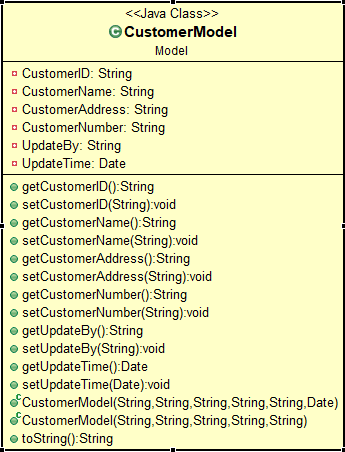 <<Java Class>>
CustomerModel
Model
CustomerID: String
CustomerName: String
CustomerAddress: String
CustomerNumber: String
UpdateBy: String
UpdateTime: Date
getCustomerID():String
setCustomerID(String):void
getCustomerName():String
setCustomerName(String):void
getCustomerAddress():String
setCustomerAddress(String):void
getCustomerNumber():String
setCustomerNumber(String):void
getUpdateBy():String
setUpdateBy(String):void
getUpdateTime():Date
setUpdateTime(Date):void
CustomerModel(String,String,String,String,String,Date)
CustomerModel(String,String,String,String,String)
toString():String